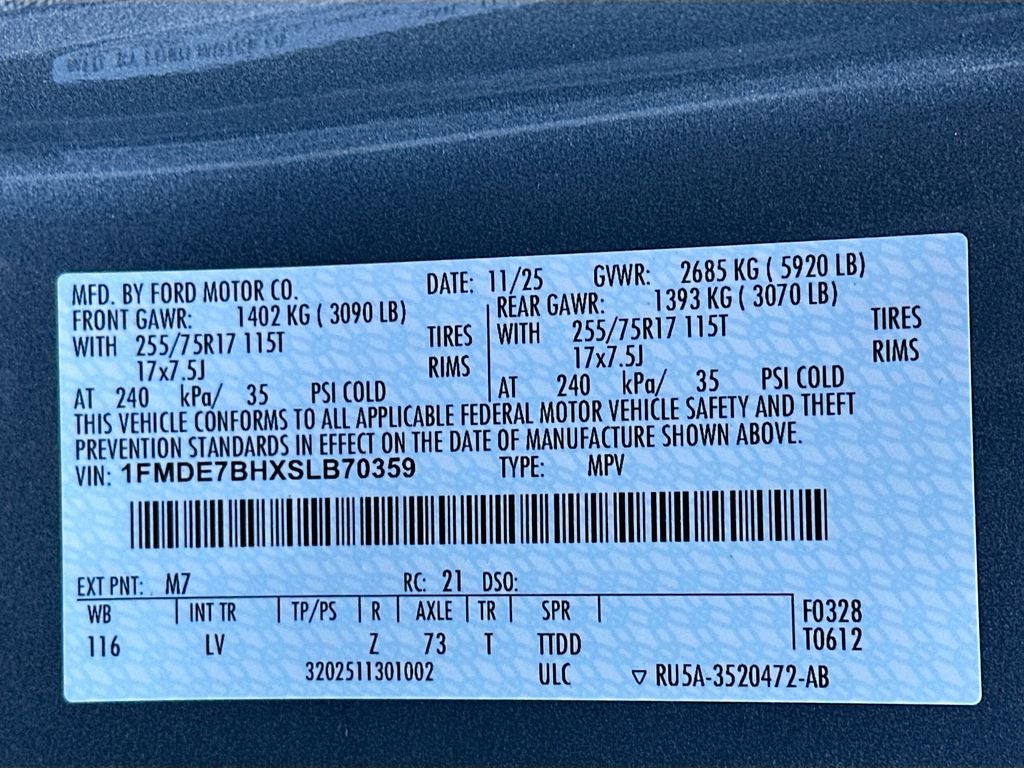 MFD. BY FORD MOTOR CO. DATE: 11/25 GVWR: 2685 KG ( 5920 LB)
FRONT GAWR: 1402 KG ( 3090 LB) REAR GAWR: 1393 KG ( 3070 LB)
WITH 255/75R17 115T TIRES WITH 255/75R17 115T TIRES
17x7.5J RIMS 17x7.5J RIMS
AT 240 kPa/ 35 PSI COLD AT 240 kPa/ 35 PSI COLD
THIS VEHICLE CONFORMS TO ALL APPLICABLE FEDERAL MOTOR VEHICLE SAFETY AND THEFT
PREVENTION STANDARDS IN EFFECT ON THE DATE OF MANUFACTURE SHOWN ABOVE.
VIN: 1FMDE7BHXSLB70359 TYPE: MPV
EXT PNT: M7 RC: 21 DSO:
WB INT TR TP/PS R AXLE TR SPR F0328
116 LV Z 73 T TTDD T0612
3202511301002 ULC ▽ RU5A-3520472-AB